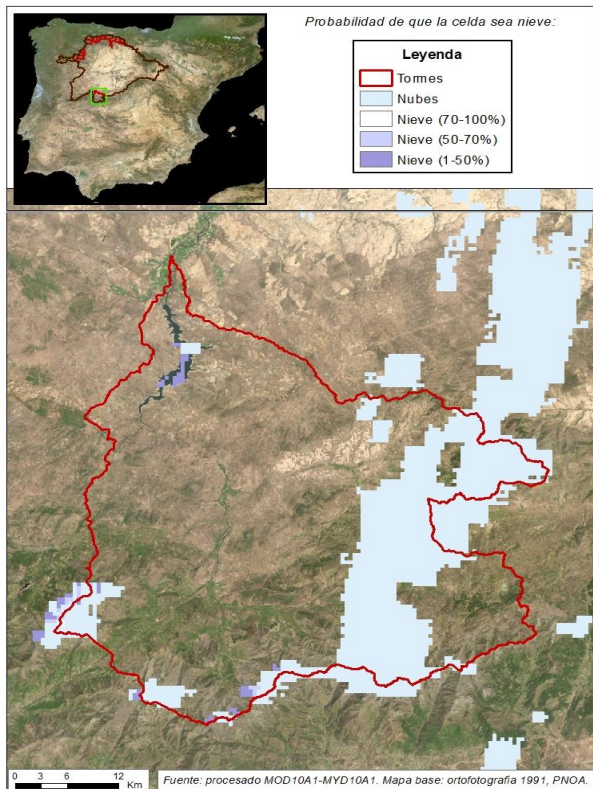 Probabilidad de que la celda sea nieve:
Leyenda
Tormes
Nubes
Nieve (70-100%)
Nieve (50-70%)
Nieve (1-50%)
0 3 6 12
Km
Fuente: procesado MOD10A1-MYD10A1. Mapa base: ortofotografia 1991, PNOA.